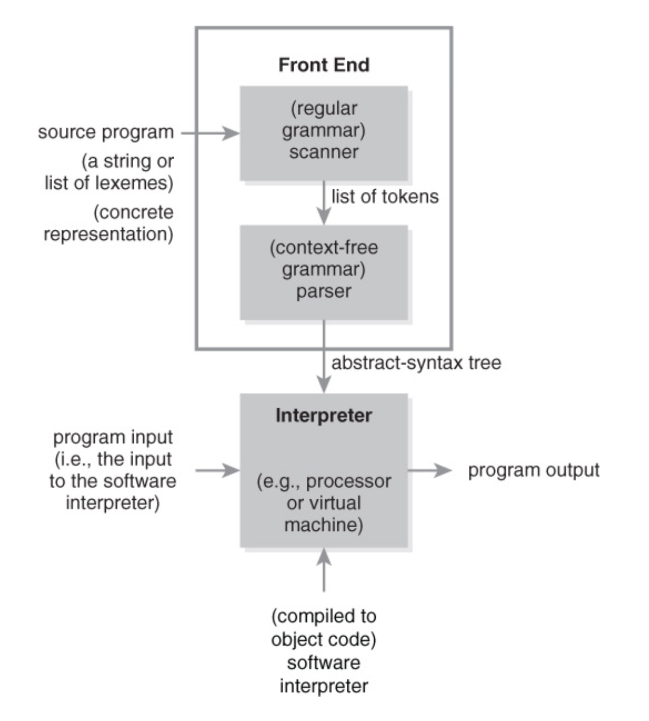 Front End
(regular
grammar)
scanner
source program
(a string or
list of lexemes)
(concrete
representation)
list of tokens
(context-free
grammar)
parser
abstract-syntax tree
Interpreter
program input
(i.e., the input
to the software
interpreter)
(e.g., processor
or virtual
machine)
program output
(compiled to
object code)
software
interpreter